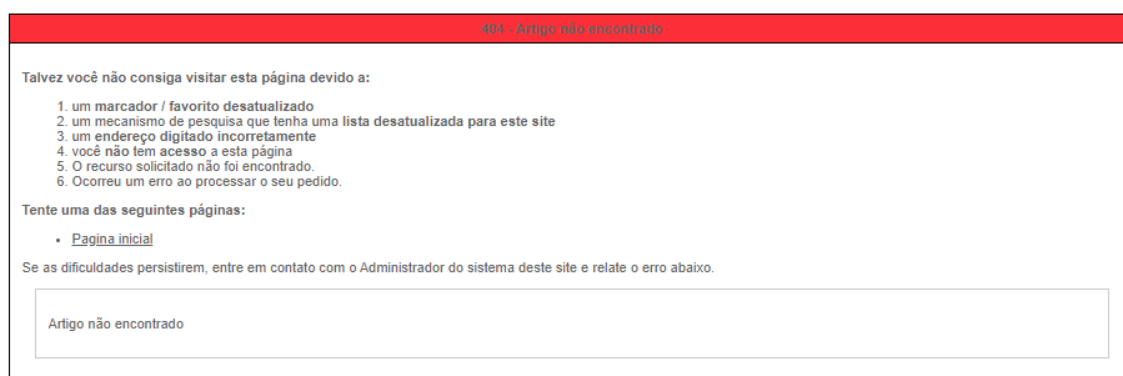 404 - Artigo não encontrado
Talvez você não consiga visitar esta página devido a:
1. um marcador / favorito desatualizado
2. um mecanismo de pesquisa que tenha uma lista desatualizada para este site
3. um endereço digitado incorretamente
4. você não tem acesso a esta página
5. O recurso solicitado não foi encontrado.
6. Ocorreu um erro ao processar o seu pedido.
Tente uma das seguintes páginas:
• Pagina inicial
Se as dificuldades persistirem, entre em contato com o Administrador do sistema deste site e relate o erro abaixo.
Artigo não encontrado